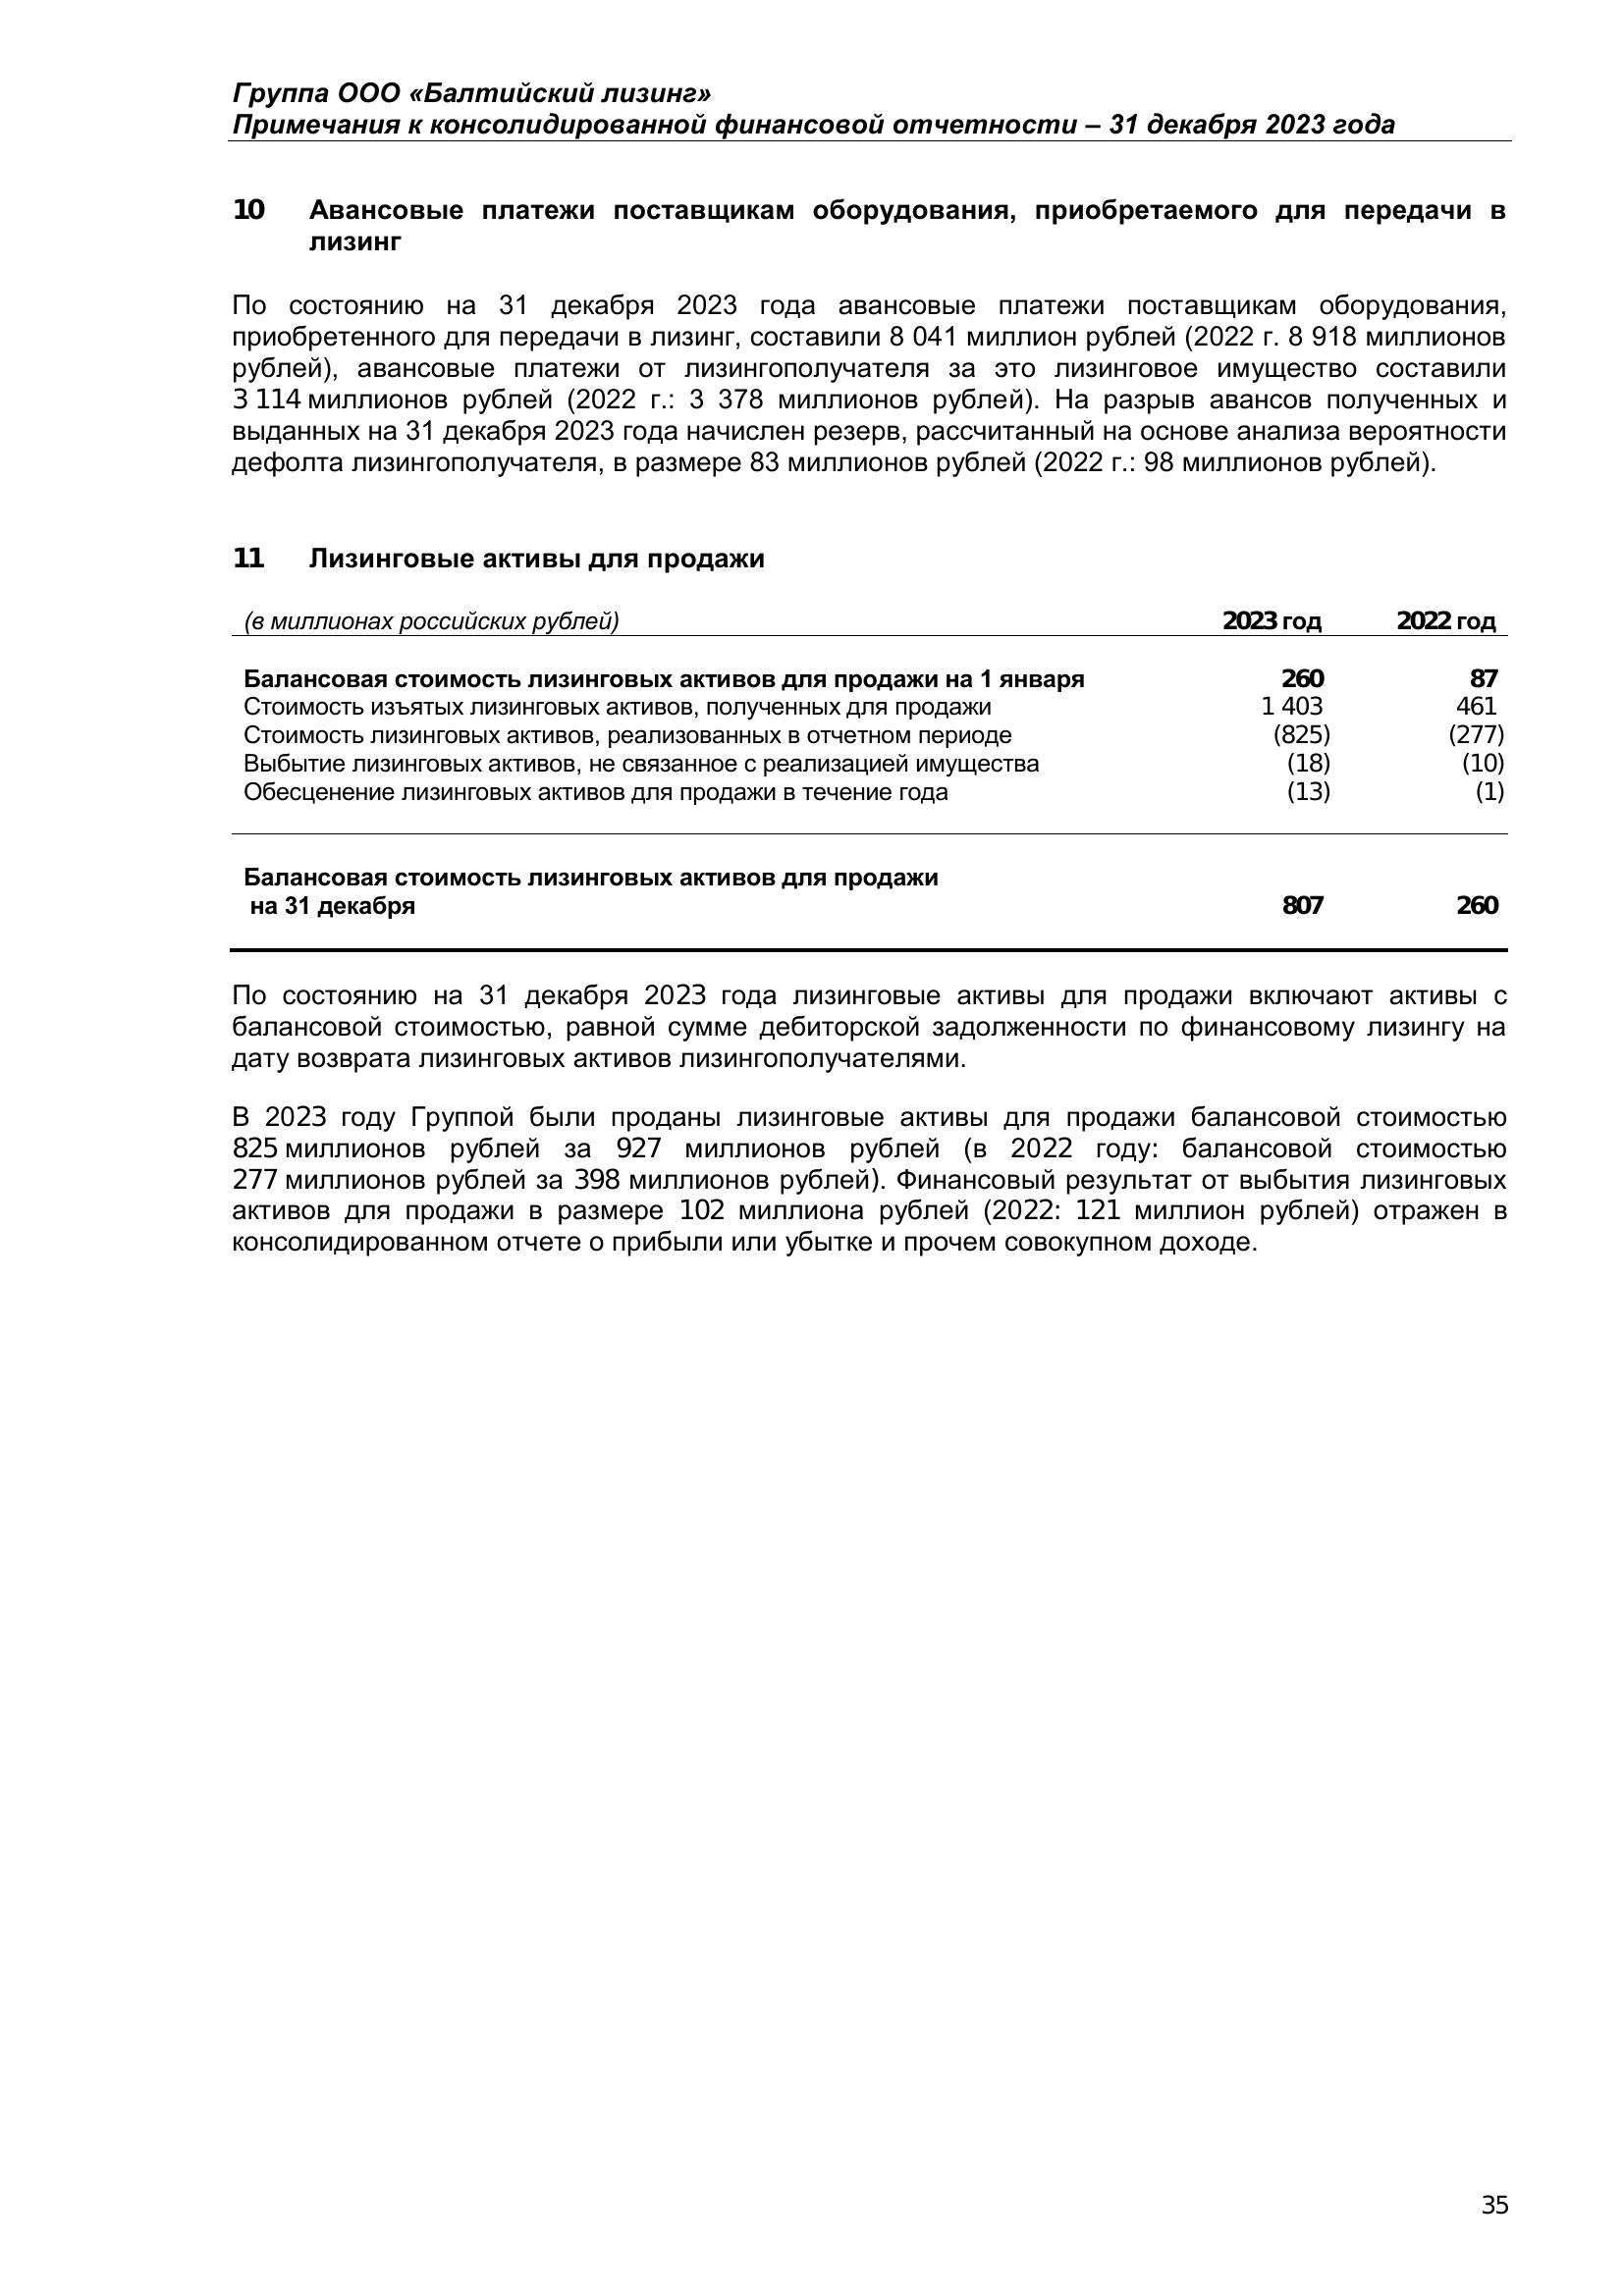 Группа ООО «Балтийский лизинг»
Примечания к консолидированной финансовой отчетности – 31 декабря 2023 года
10 Авансовые платежи поставщикам оборудования, приобретаемого для передачи в
лизинг
По состоянию на 31 декабря 2023 года авансовые платежи поставщикам оборудования,
приобретенного для передачи в лизинг, составили 8 041 миллион рублей (2022 г. 8 918 миллионов
рублей), авансовые платежи от лизингополучателя за это лизинговое имущество составили
3 114 миллионов рублей (2022 г.: 3 378 миллионов рублей). На разрыв авансов полученных и
выданных на 31 декабря 2023 года начислен резерв, рассчитанный на основе анализа вероятности
дефолта лизингополучателя, в размере 83 миллионов рублей (2022 г.: 98 миллионов рублей).
11 Лизинговые активы для продажи
(в миллионах российских рублей) 2023 год 2022 год
Балансовая стоимость лизинговых активов для продажи на 1 января 260 87
Стоимость изъятых лизинговых активов, полученных для продажи 1 403 461
Стоимость лизинговых активов, реализованных в отчетном периоде (825) (277)
Выбытие лизинговых активов, не связанное с реализацией имущества (18) (10)
Обесценение лизинговых активов для продажи в течение года (13) (1)
Балансовая стоимость лизинговых активов для продажи
на 31 декабря 807 260
По состоянию на 31 декабря 2023 года лизинговые активы для продажи включают активы с
балансовой стоимостью, равной сумме дебиторской задолженности по финансовому лизингу на
дату возврата лизинговых активов лизингополучателями.
В 2023 году Группой были проданы лизинговые активы для продажи балансовой стоимостью
825 миллионов рублей за 927 миллионов рублей (в 2022 году: балансовой стоимостью
277 миллионов рублей за 398 миллионов рублей). Финансовый результат от выбытия лизинговых
активов для продажи в размере 102 миллиона рублей (2022: 121 миллион рублей) отражен в
консолидированном отчете о прибыли или убытке и прочем совокупном доходе.
35